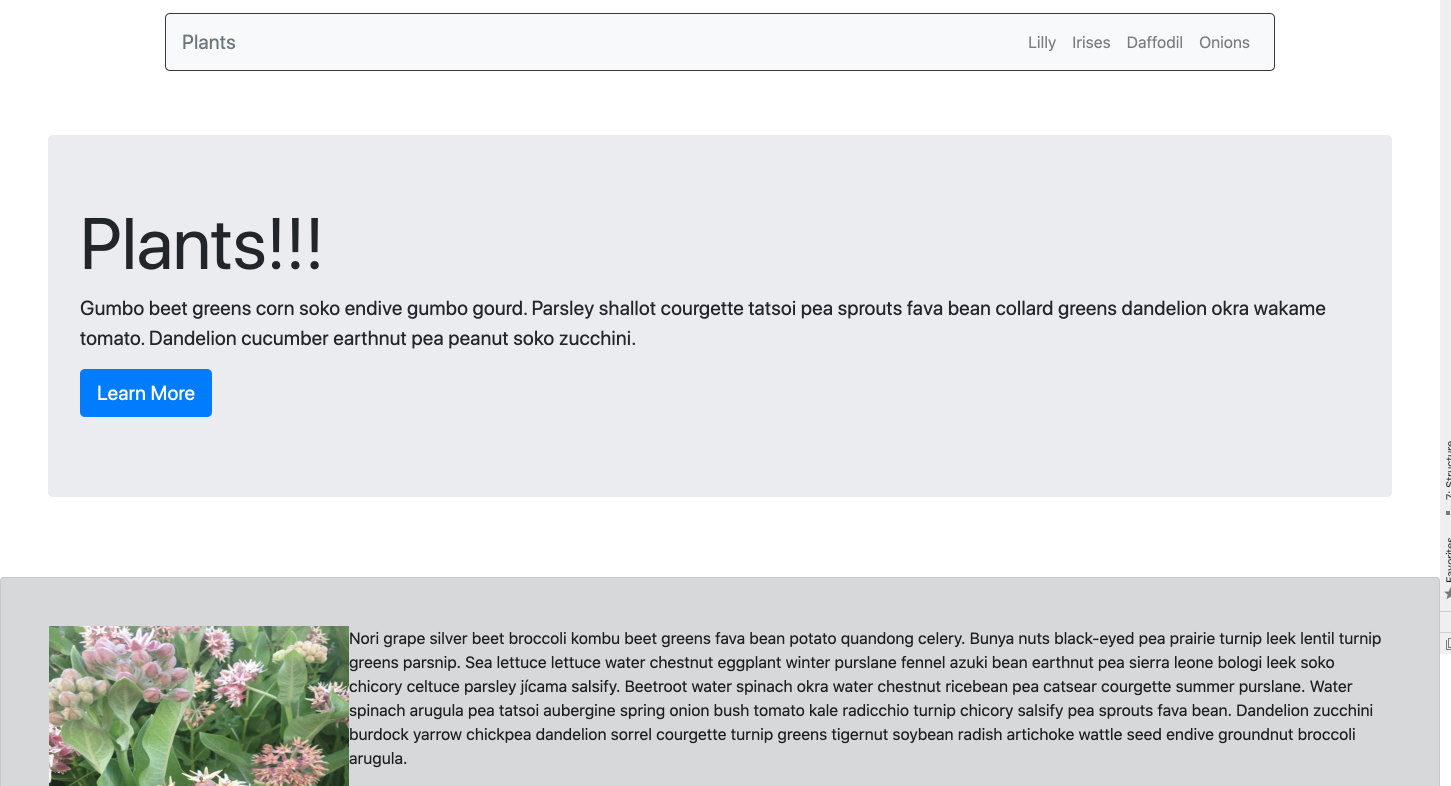 Plants
Lilly Irises Daffodil Onions
Plants!!!
Gumbo beet greens corn soko endive gumbo gourd. Parsley shallot courgette tatsoi pea sprouts fava bean collard greens dandelion okra wakame
tomato. Dandelion cucumber earthnut pea peanut soko zucchini.
Learn More
Nori grape silver beet broccoli kombu beet greens fava bean potato quandong celery. Bunya nuts black-eyed pea prairie turnip leek lentil turnip
greens parsnip. Sea lettuce lettuce water chestnut eggplant winter purslane fennel azuki bean earthnut pea sierra leone bologi leek soko
chicory celtuce parsley jícama salsify. Beetroot water spinach okra water chestnut ricebean pea catsear courgette summer purslane. Water
spinach arugula pea tatsoi aubergine spring onion bush tomato kale radicchio turnip chicory salsify pea sprouts fava bean. Dandelion zucchini
burdock yarrow chickpea dandelion sorrel courgette turnip greens tigernut soybean radish artichoke wattle seed endive groundnut broccoli
arugula.
7: Structure
Favorites